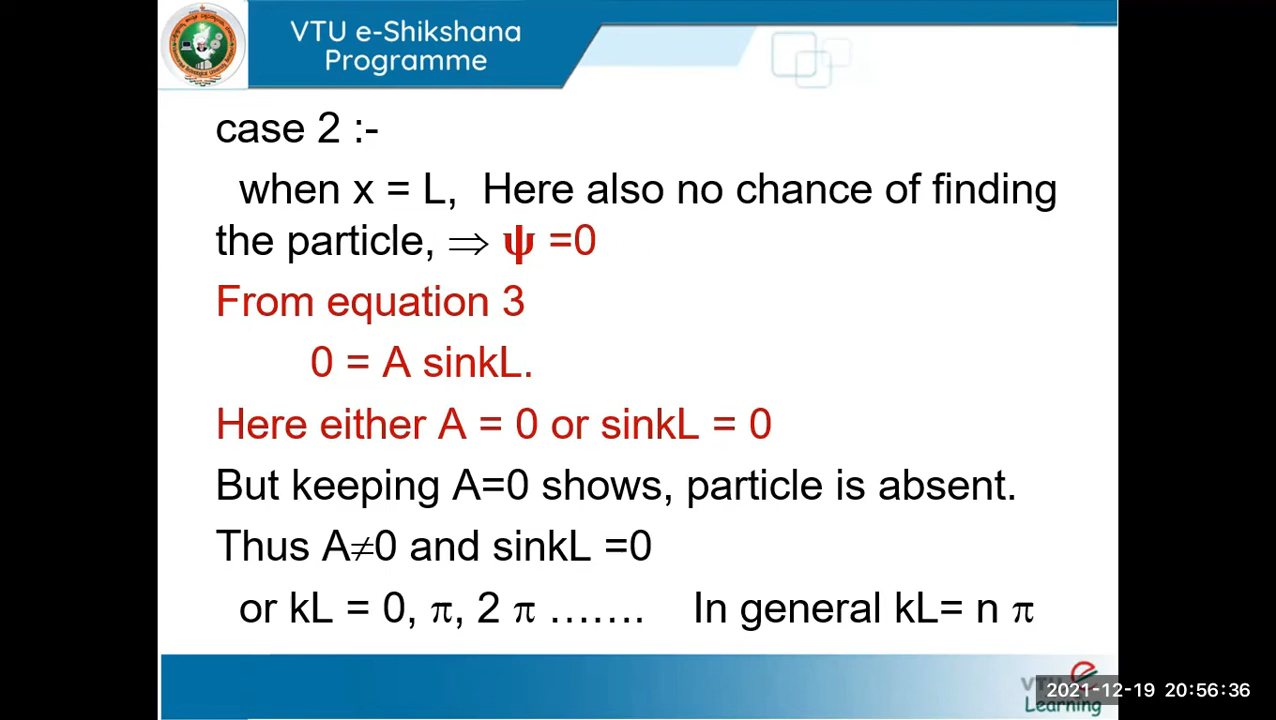 VTU e-Shikshana
Programme
case 2 :-
when x = L, Here also no chance of finding
the particle, ⇒ ψ =0
From equation 3
0 = A sinkL.
Here either A = 0 or sinkL = 0
But keeping A=0 shows, particle is absent.
Thus A≠0 and sinkL =0
or kL = 0, π, 2 π ……. In general kL= n π
VTU e
Learning
2021-12-19 20:56:36